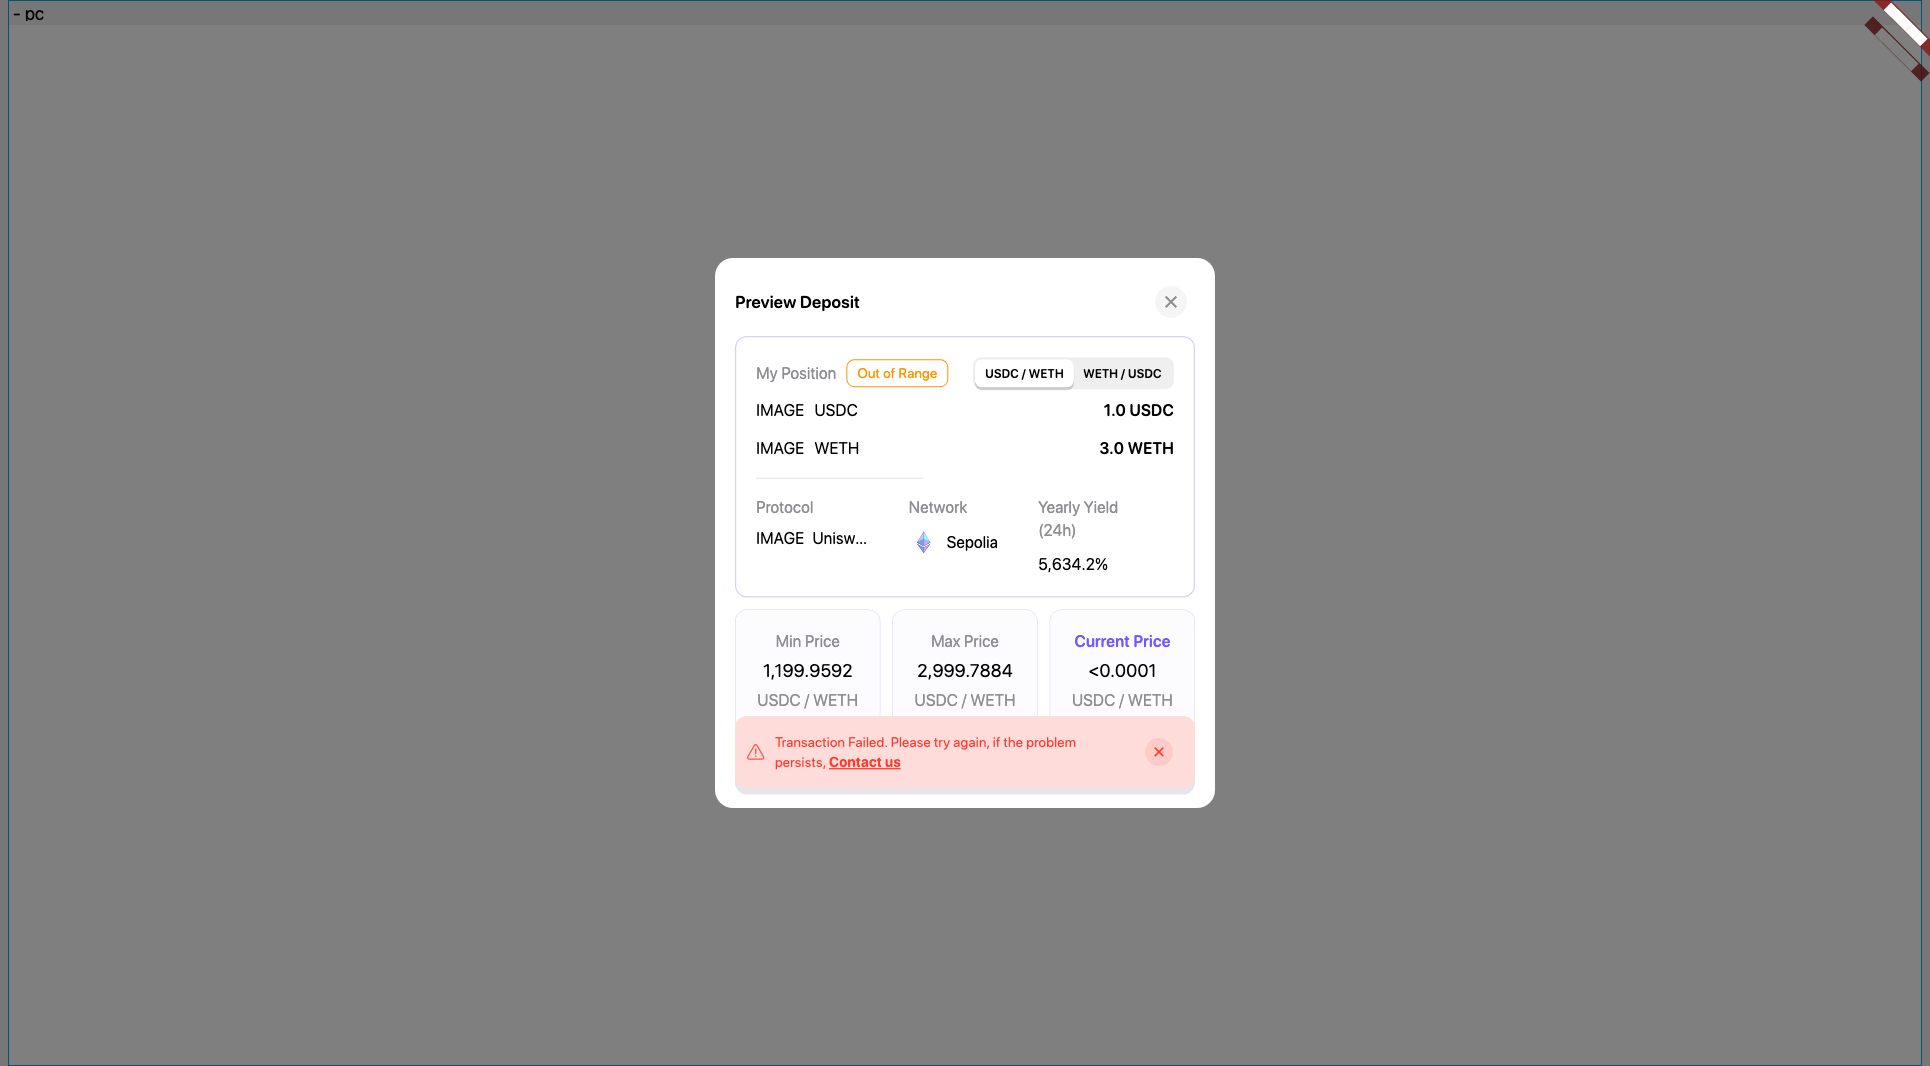 - pc
Preview Deposit
My Position Out of Range USDC / WETH WETH / USDC
IMAGE USDC 1.0 USDC
IMAGE WETH 3.0 WETH
Protocol Network Yearly Yield
(24h)
IMAGE Unisw... Sepolia
5,634.2%
Min Price Max Price Current Price
1,199.9592 2,999.7884 <0.0001
USDC / WETH USDC / WETH USDC / WETH
Transaction Failed. Please try again, if the problem
persists, Contact us